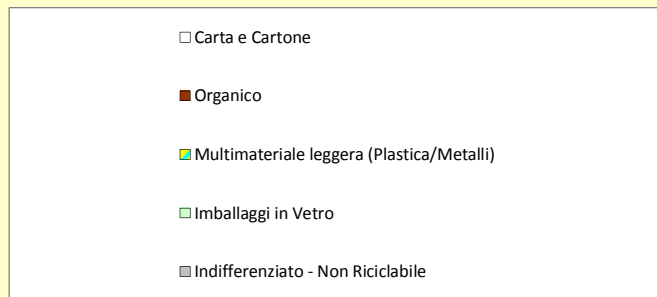 Carta e Cartone
Organico
Multimateriale leggera (Plastica/Metalli)
Imballaggi in Vetro
Indifferenziato - Non Riciclabile